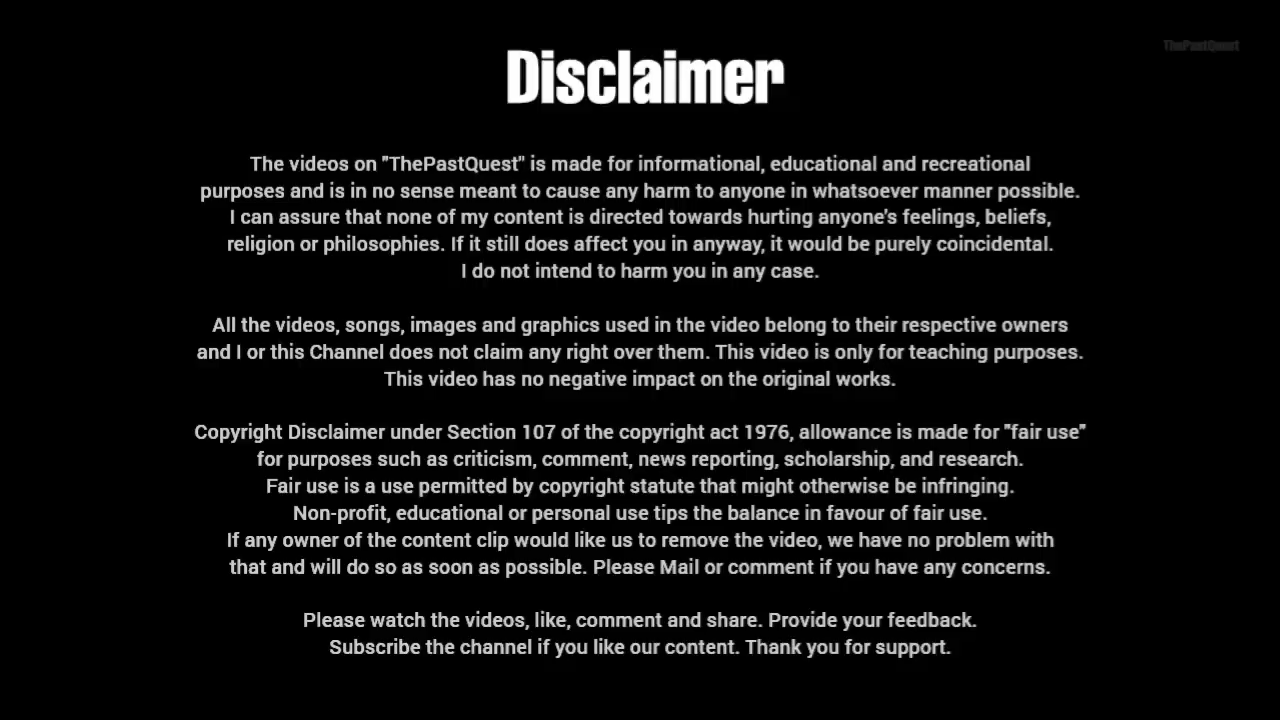 ThePastQuest
Disclaimer
The videos on "ThePastQuest" is made for informational, educational and recreational
purposes and is in no sense meant to cause any harm to anyone in whatsoever manner possible.
I can assure that none of my content is directed towards hurting anyone's feelings, beliefs,
religion or philosophies. If it still does affect you in anyway, it would be purely coincidental.
I do not intend to harm you in any case.
All the videos, songs, images and graphics used in the video belong to their respective owners
and I or this Channel does not claim any right over them. This video is only for teaching purposes.
This video has no negative impact on the original works.
Copyright Disclaimer under Section 107 of the copyright act 1976, allowance is made for "fair use"
for purposes such as criticism, comment, news reporting, scholarship, and research.
Fair use is a use permitted by copyright statute that might otherwise be infringing.
Non-profit, educational or personal use tips the balance in favour of fair use.
If any owner of the content clip would like us to remove the video, we have no problem with
that and will do so as soon as possible. Please Mail or comment if you have any concerns.
Please watch the videos, like, comment and share. Provide your feedback.
Subscribe the channel if you like our content. Thank you for support.